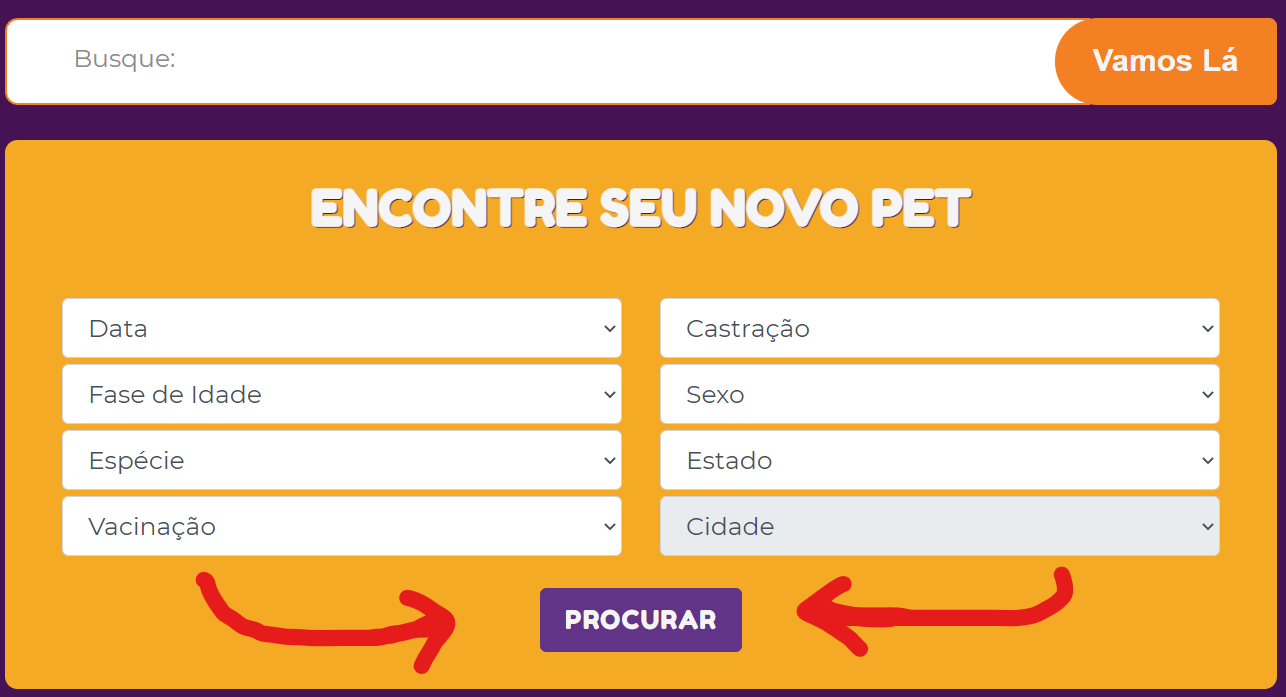 Busque:
Vamos Lá
ENCONTRE SEU NOVO PET
Data
Castração
Fase de Idade
Sexo
Espécie
Estado
Vacinação
Cidade
PROCURAR